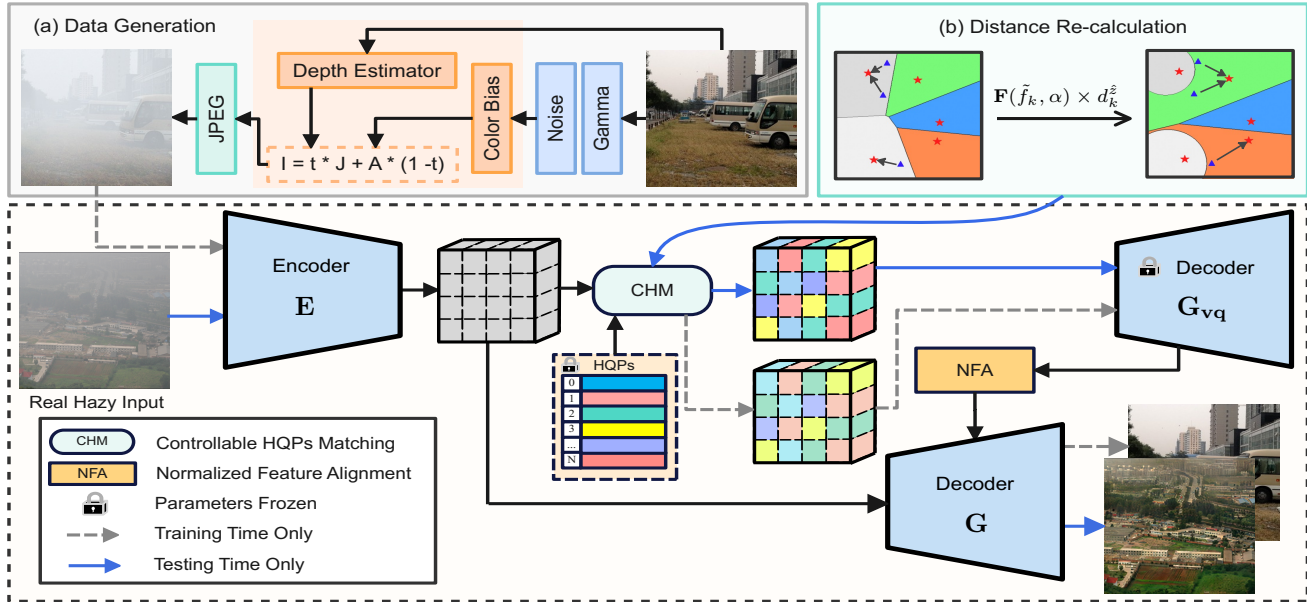 (a) Data Generation
(b) Distance Re-calculation
Depth Estimator
JPEG
Color Bias
Noise
Gamma
I = t * J + A * (1 -t)
F(f̃_k, α) × d_k^ẑ
Encoder
E
CHM
Decoder
G_vq
HQPs
0
1
2
3
...
N
NFA
Real Hazy Input
CHM Controllable HQPs Matching
NFA Normalized Feature Alignment
Parameters Frozen
Training Time Only
Testing Time Only
Decoder
G